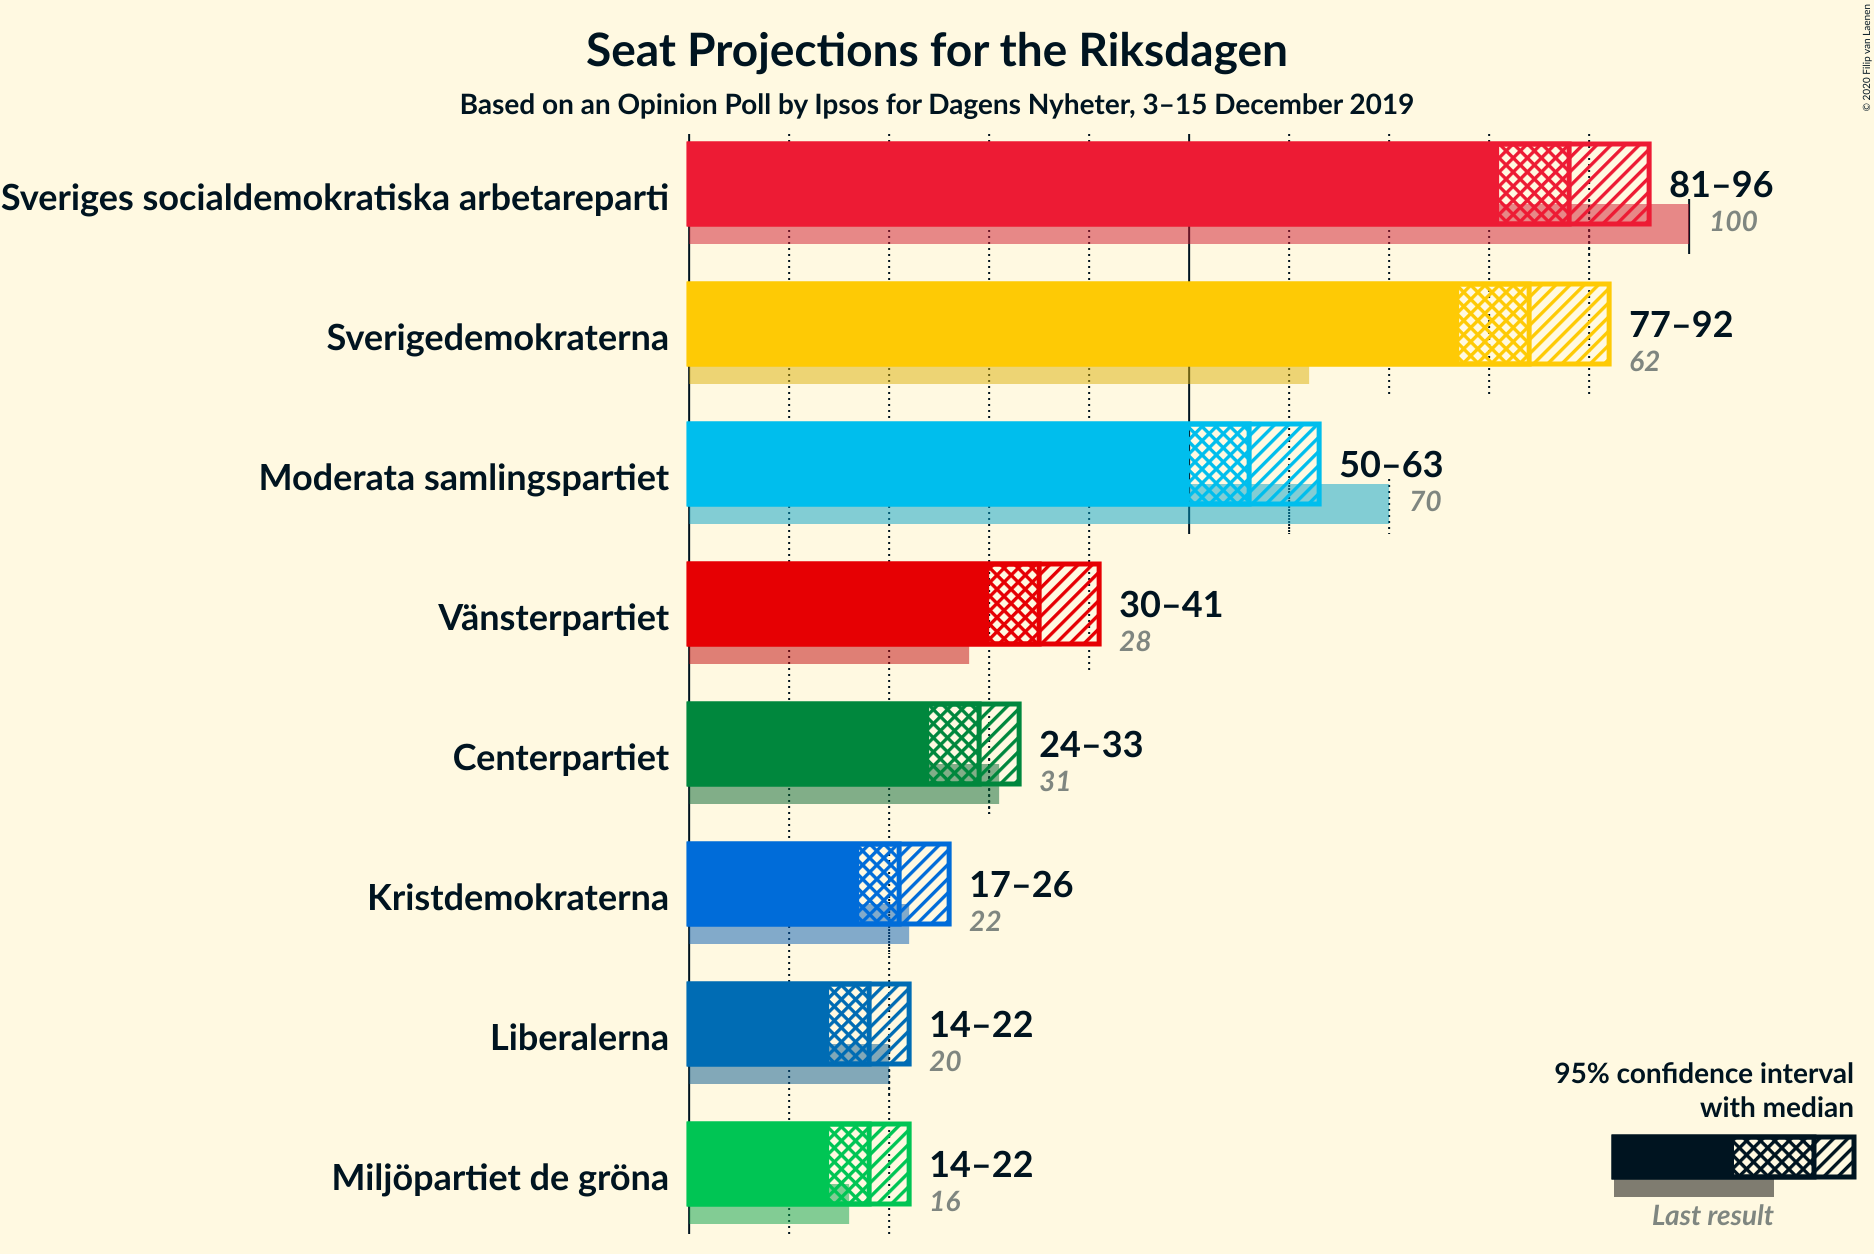 Seat Projections for the Riksdagen
Based on an Opinion Poll by Ipsos for Dagens Nyheter, 3–15 December 2019
© 2020 Filip van Laenen
Sveriges socialdemokratiska arbetareparti
81–96
100
Sverigedemokraterna
77–92
62
Moderata samlingspartiet
50–63
70
Vänsterpartiet
30–41
28
Centerpartiet
24–33
31
Kristdemokraterna
17–26
22
Liberalerna
14–22
20
Miljöpartiet de gröna
14–22
16
95% confidence interval
with median
Last result